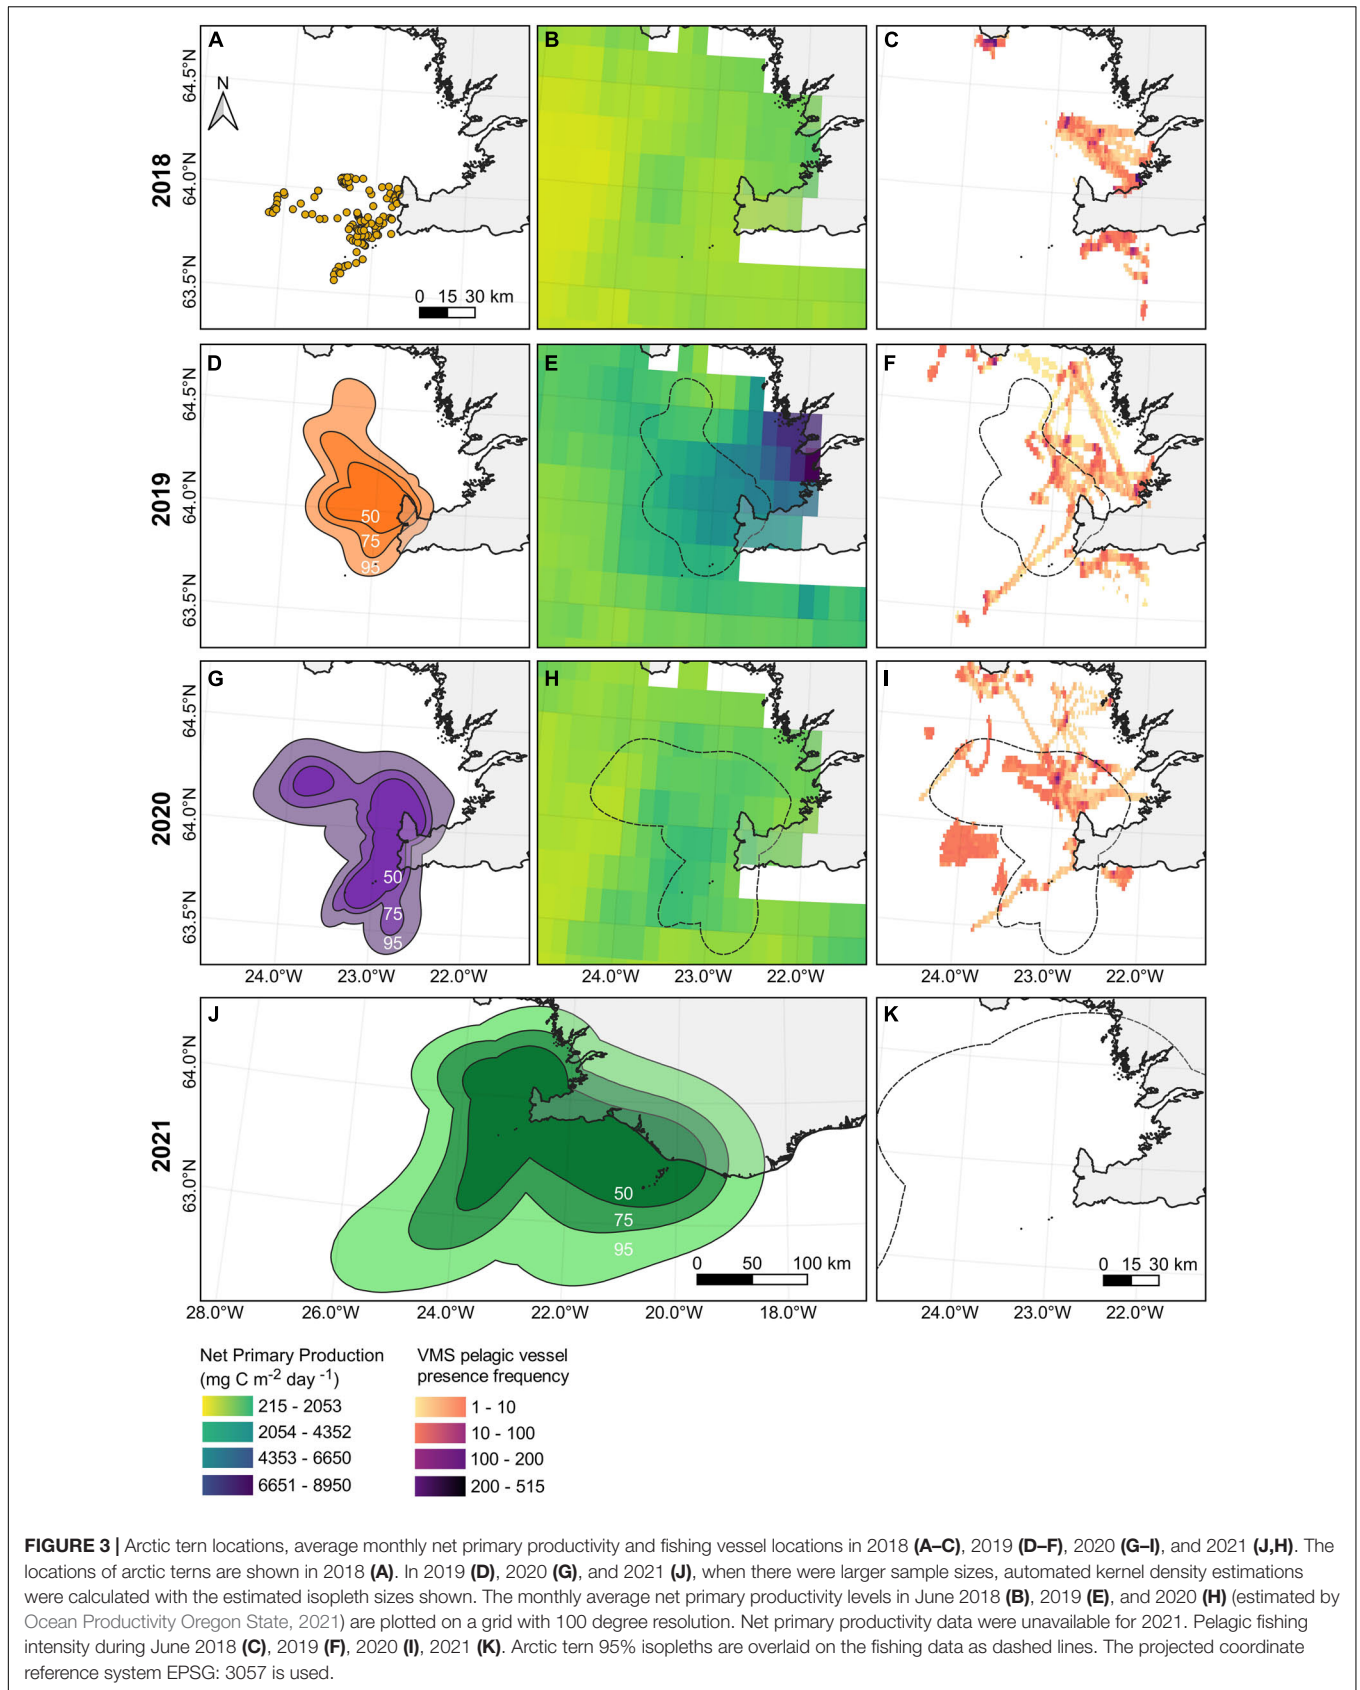 A
B
C
N
64.5°N
64.0°N
63.5°N
2018
0 15 30 km
D
E
F
64.5°N
64.0°N
63.5°N
2019
50
75
95
G
H
I
64.5°N
64.0°N
63.5°N
2020
50
75
95
24.0°W 23.0°W 22.0°W
24.0°W 23.0°W 22.0°W
24.0°W 23.0°W 22.0°W
J
K
64.0°N
63.0°N
2021
50
75
95
0 50 100 km
0 15 30 km
28.0°W 26.0°W 24.0°W 22.0°W 20.0°W 18.0°W
24.0°W 23.0°W 22.0°W
Net Primary Production
(mg C m-2 day -1)
215 - 2053
2054 - 4352
4353 - 6650
6651 - 8950
VMS pelagic vessel
presence frequency
1 - 10
10 - 100
100 - 200
200 - 515
FIGURE 3 | Arctic tern locations, average monthly net primary productivity and fishing vessel locations in 2018 (A–C), 2019 (D–F), 2020 (G–I), and 2021 (J,H). The
locations of arctic terns are shown in 2018 (A). In 2019 (D), 2020 (G), and 2021 (J), when there were larger sample sizes, automated kernel density estimations
were calculated with the estimated isopleth sizes shown. The monthly average net primary productivity levels in June 2018 (B), 2019 (E), and 2020 (H) (estimated by
Ocean Productivity Oregon State, 2021) are plotted on a grid with 100 degree resolution. Net primary productivity data were unavailable for 2021. Pelagic fishing
intensity during June 2018 (C), 2019 (F), 2020 (I), 2021 (K). Arctic tern 95% isopleths are overlaid on the fishing data as dashed lines. The projected coordinate
reference system EPSG: 3057 is used.